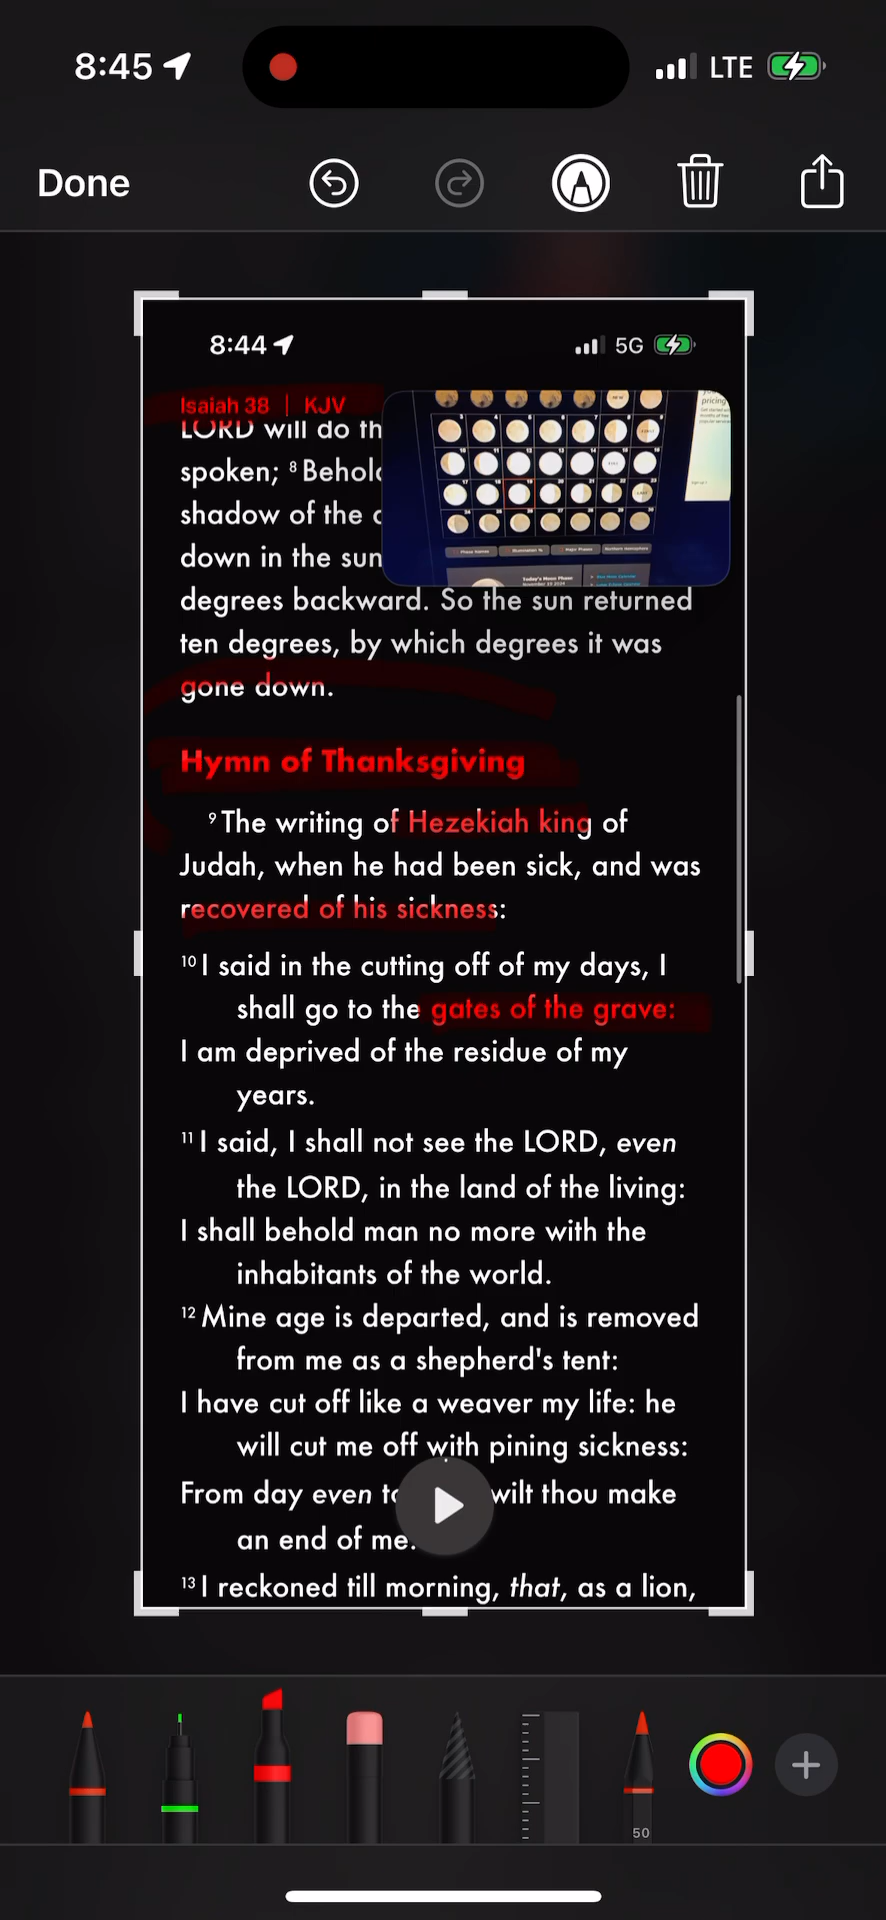 8:45
LTE
Done
8:44
5G
Isaiah 38 | KJV
LORD will do th
spoken; 8 Behold
shadow of the
down in the sun
degrees backward. So the sun returned
ten degrees, by which degrees it was
gone down.
pricing
Today's Moon Phase
November 19 2024
Hymn of Thanksgiving
9 The writing of Hezekiah king of
Judah, when he had been sick, and was
recovered of his sickness:
10 I said in the cutting off of my days, I
shall go to the gates of the grave:
I am deprived of the residue of my
years.
11 I said, I shall not see the LORD, even
the LORD, in the land of the living:
I shall behold man no more with the
inhabitants of the world.
12 Mine age is departed, and is removed
from me as a shepherd's tent:
I have cut off like a weaver my life: he
will cut me off with pining sickness:
From day even to wilt thou make
an end of me.
13 I reckoned till morning, that, as a lion,
50